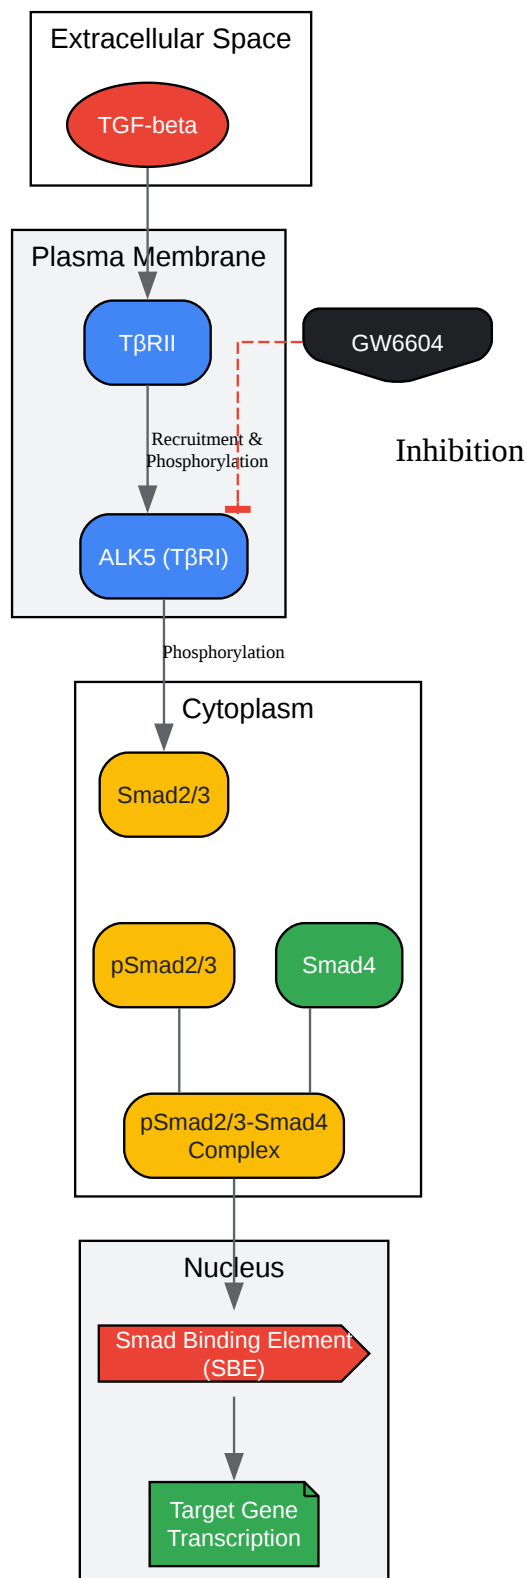 Extracellular Space
TGF-beta
Plasma Membrane
TβRII
GW6604
Recruitment &
Phosphorylation
Inhibition
ALK5 (TβRI)
Phosphorylation
Cytoplasm
Smad2/3
pSmad2/3
Smad4
pSmad2/3-Smad4
Complex
Nucleus
Smad Binding Element
(SBE)
Target Gene
Transcription